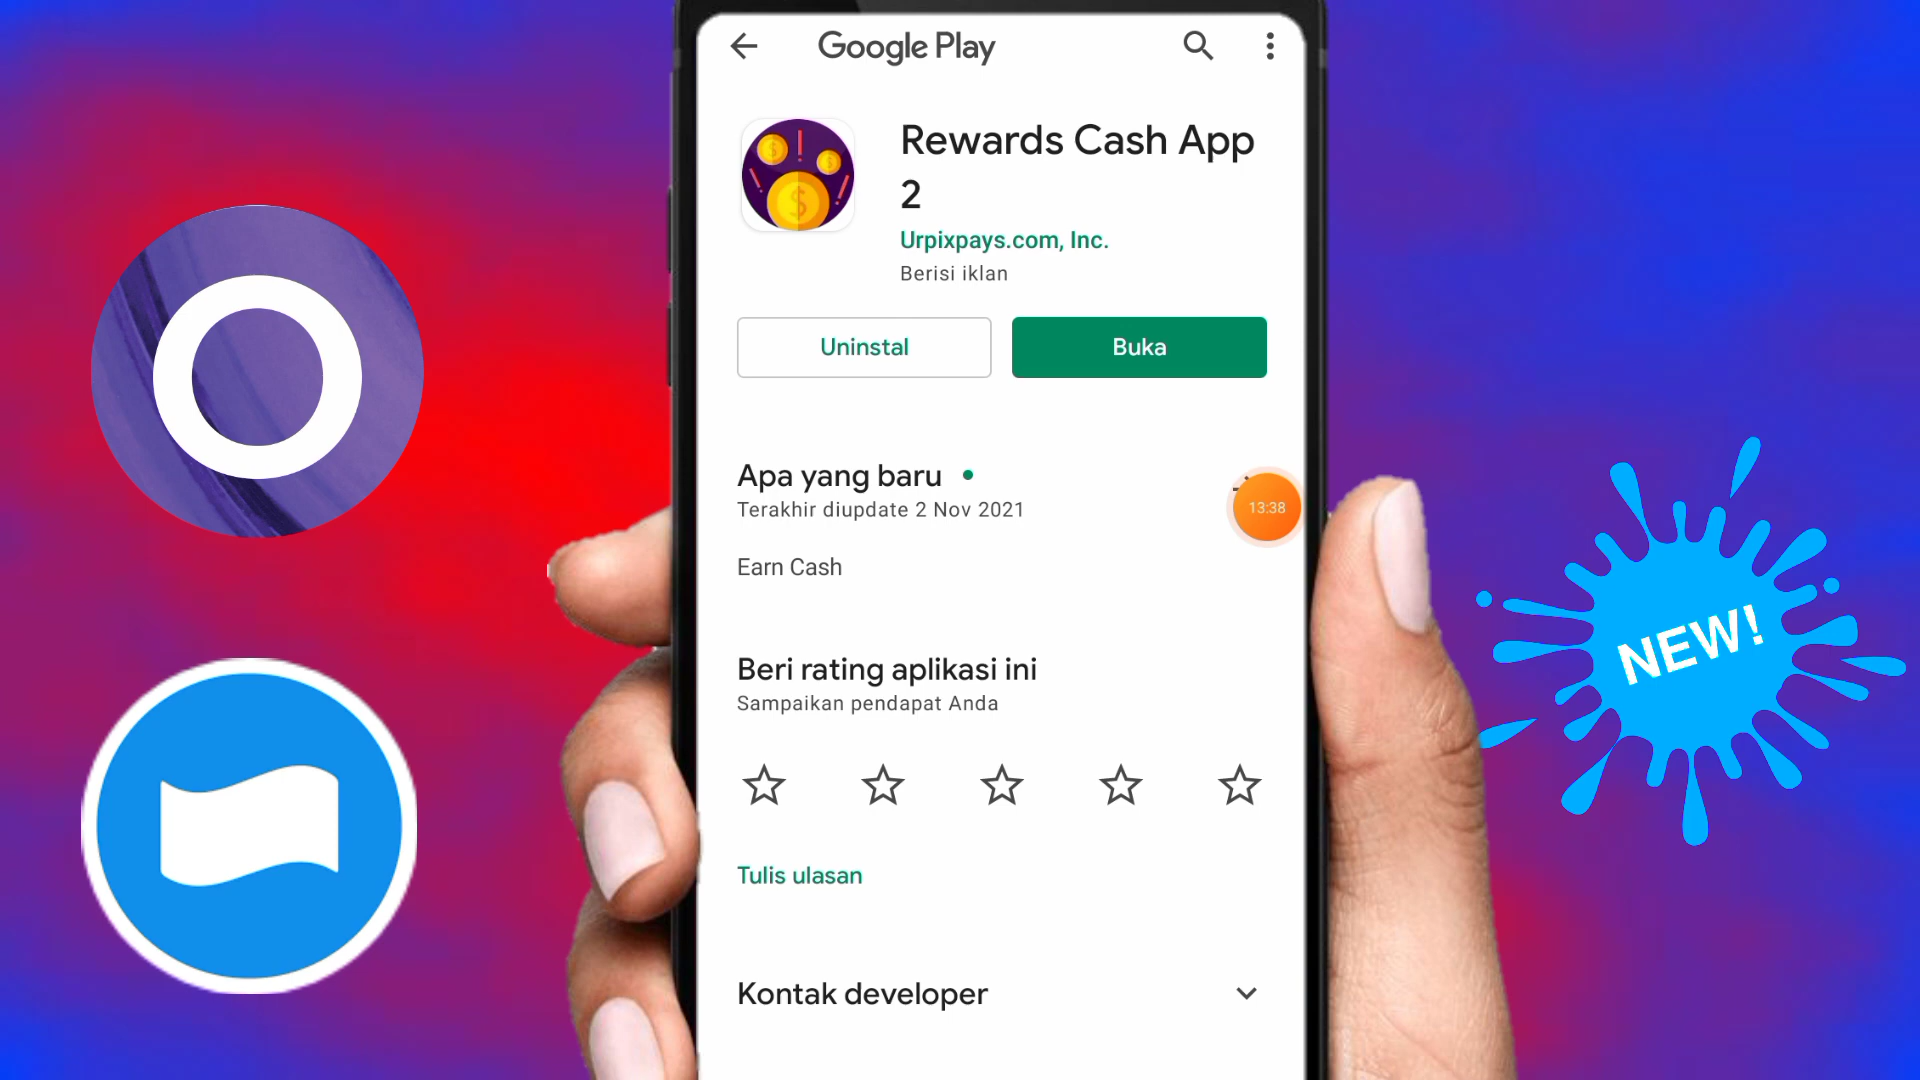 Google Play
Rewards Cash App
2
Urpixpays.com, Inc.
Berisi iklan
Uninstal
Buka
Apa yang baru
Terakhir diupdate 2 Nov 2021
13:38
Earn Cash
NEW!
Beri rating aplikasi ini
Sampaikan pendapat Anda
Tulis ulasan
Kontak developer